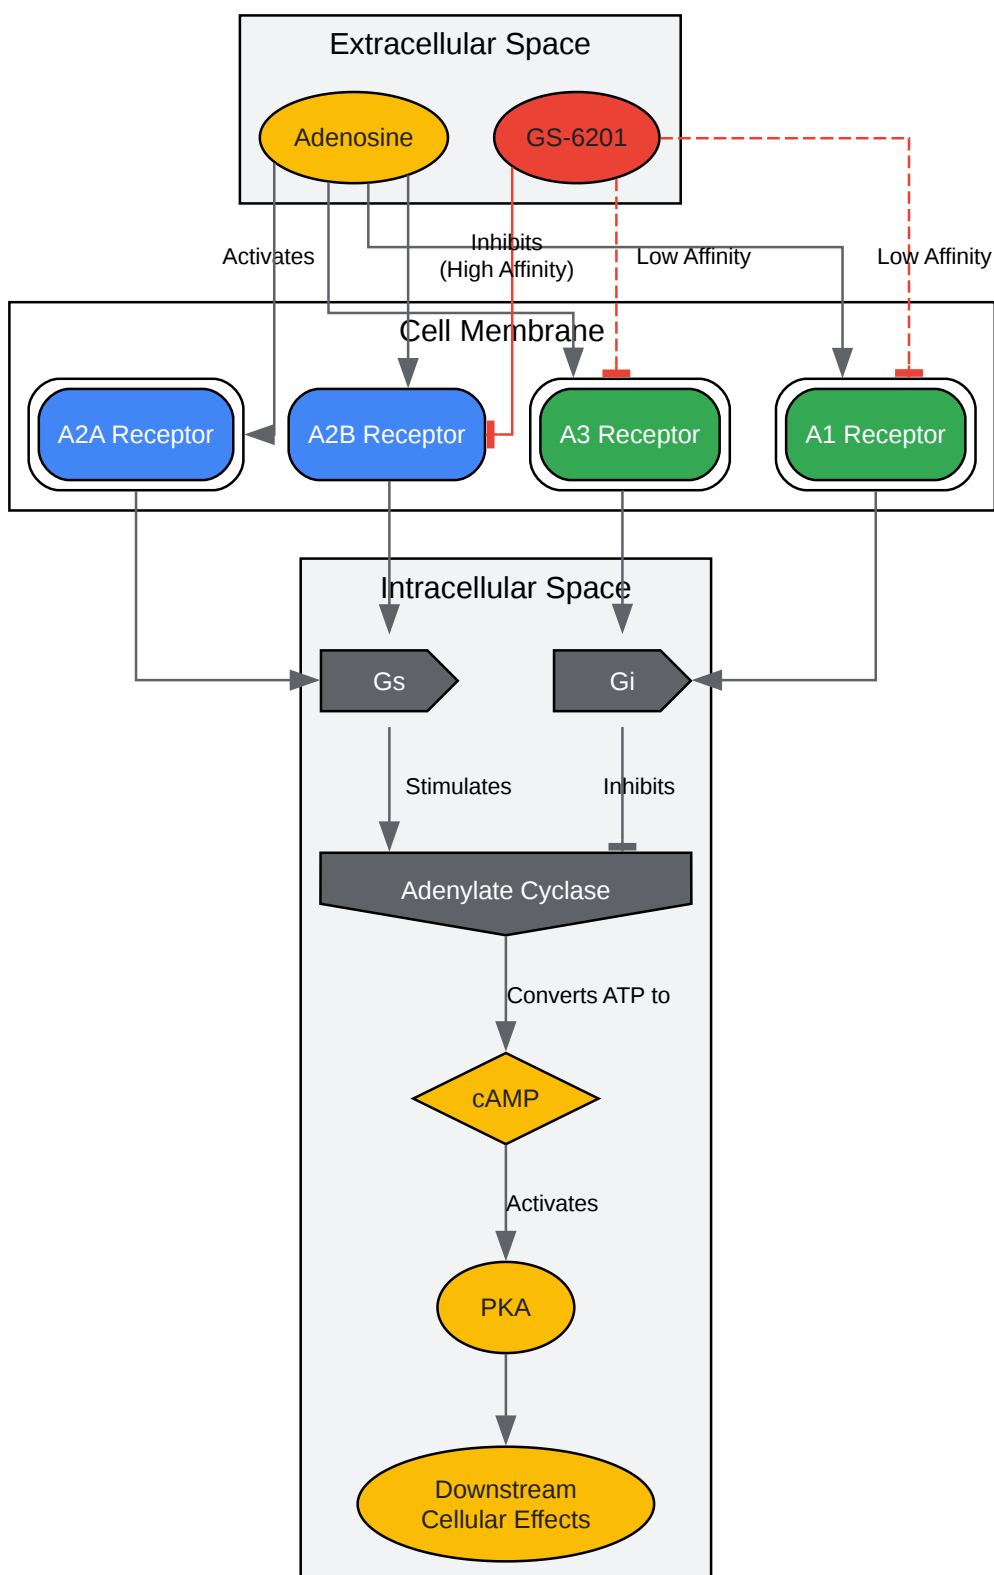 Extracellular Space
Adenosine
GS-6201
Activates
Inhibits
(High Affinity)
Low Affinity
Low Affinity
Cell Membrane
A2A Receptor
A2B Receptor
A3 Receptor
A1 Receptor
Intracellular Space
Gs
Gi
Stimulates
Inhibits
Adenylate Cyclase
Converts ATP to
cAMP
Activates
PKA
Downstream
Cellular Effects